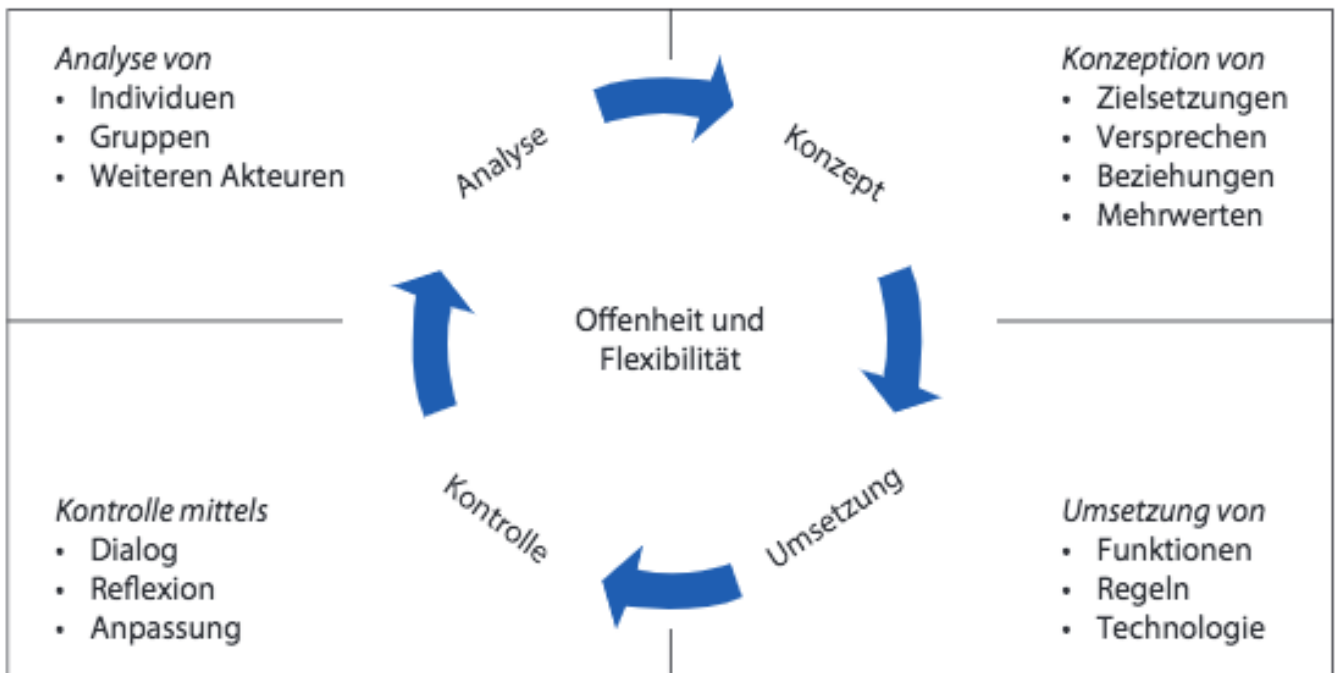 Analyse von
• Individuen
• Gruppen
• Weiteren Akteuren
Konzeption von
• Zielsetzungen
• Versprechen
• Beziehungen
• Mehrwerten
Analyse
Konzept
Offenheit und
Flexibilität
Kontrolle
Umsetzung
Kontrolle mittels
• Dialog
• Reflexion
• Anpassung
Umsetzung von
• Funktionen
• Regeln
• Technologie